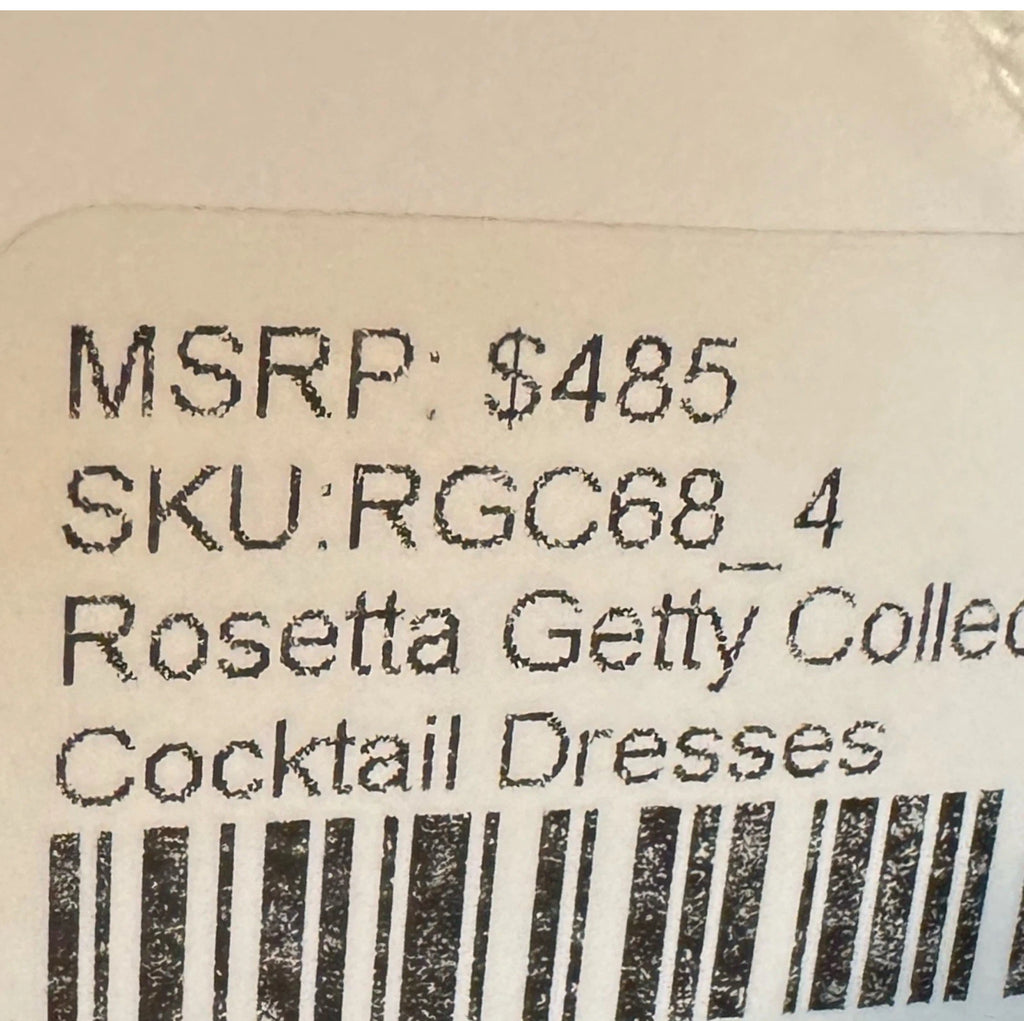 MSRP: $485
SKU:RGC68_4
Rosetta Getty Collec
Cocktail Dresses